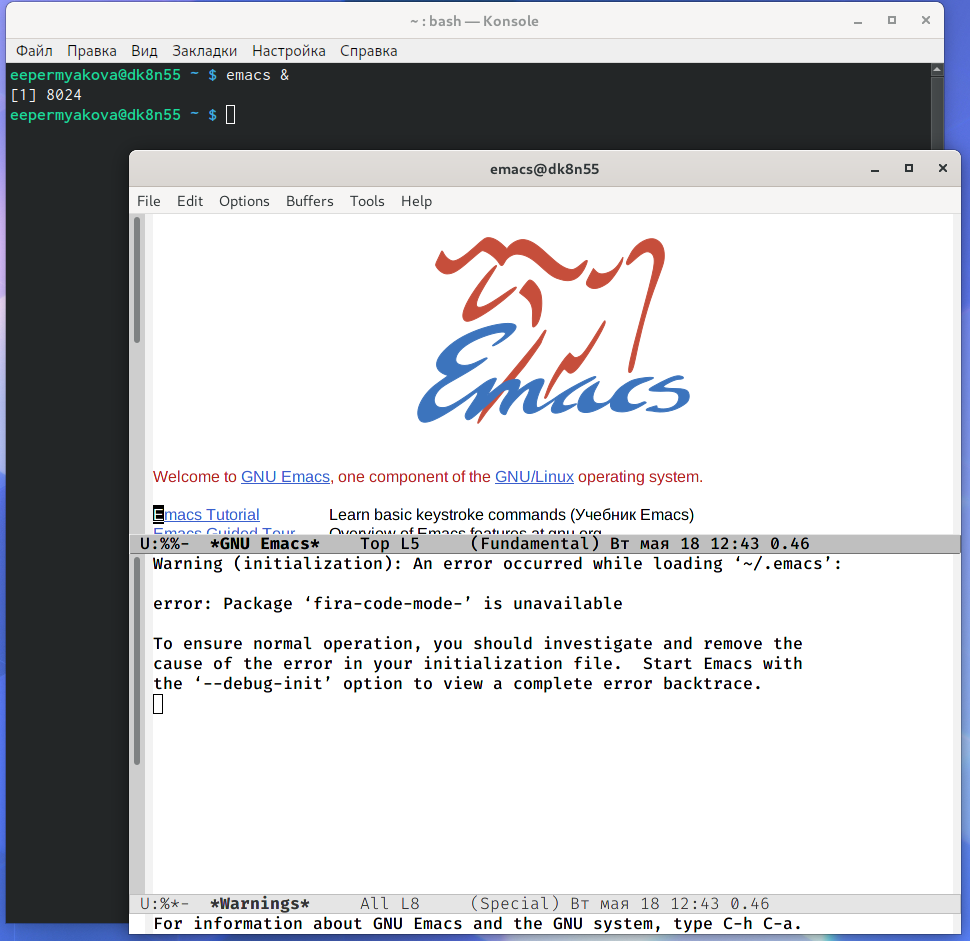 ~ : bash — Konsole
Файл Правка Вид Закладки Настройка Справка
eepermyakova@dk8n55 ~ $ emacs &
[1] 8024
eepermyakova@dk8n55 ~ $
emacs@dk8n55
File Edit Options Buffers Tools Help
Emacs
Welcome to GNU Emacs, one component of the GNU/Linux operating system.
Emacs Tutorial Learn basic keystroke commands (Учебник Emacs)
Emacs Guided Tour Overview of Emacs features at gnu.org
U:%%- *GNU Emacs* Top L5 (Fundamental) Вт мая 18 12:43 0.46
Warning (initialization): An error occurred while loading ‘~/.emacs’:
error: Package ‘fira-code-mode-’ is unavailable
To ensure normal operation, you should investigate and remove the
cause of the error in your initialization file.  Start Emacs with
the ‘--debug-init’ option to view a complete error backtrace.
U:%*- *Warnings* All L8 (Special) Вт мая 18 12:43 0.46
For information about GNU Emacs and the GNU system, type C-h C-a.